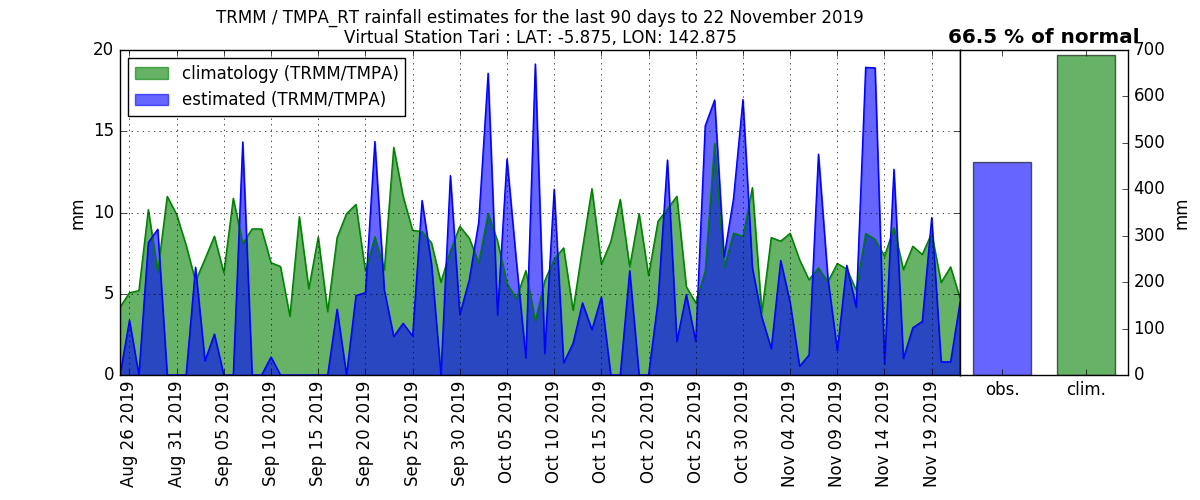 TRMM / TMPA_RT rainfall estimates for the last 90 days to 22 November 2019
Virtual Station Tari : LAT: -5.875, LON: 142.875
66.5 % of normal
climatology (TRMM/TMPA)
estimated (TRMM/TMPA)
mm
20
15
10
5
0
Aug 26 2019
Aug 31 2019
Sep 05 2019
Sep 10 2019
Sep 15 2019
Sep 20 2019
Sep 25 2019
Sep 30 2019
Oct 05 2019
Oct 10 2019
Oct 15 2019
Oct 20 2019
Oct 25 2019
Oct 30 2019
Nov 04 2019
Nov 09 2019
Nov 14 2019
Nov 19 2019
obs.
clim.
700
600
500
400
300
200
100
0
mm